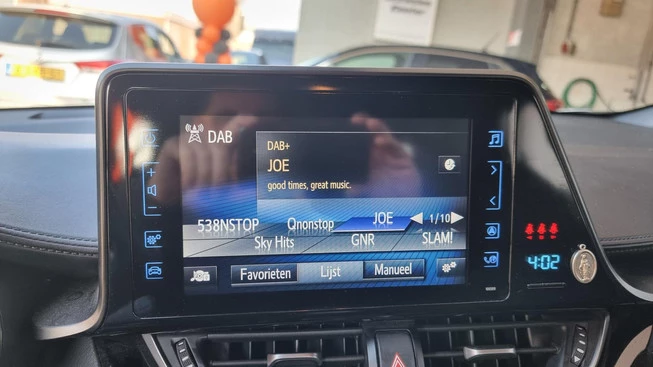 DAB
DAB+
JOE
good times, great music.
538NSTOP Qnonstop JOE 1/10
Sky Hits GNR SLAM!
Favorieten Lijst Manueel
4:02